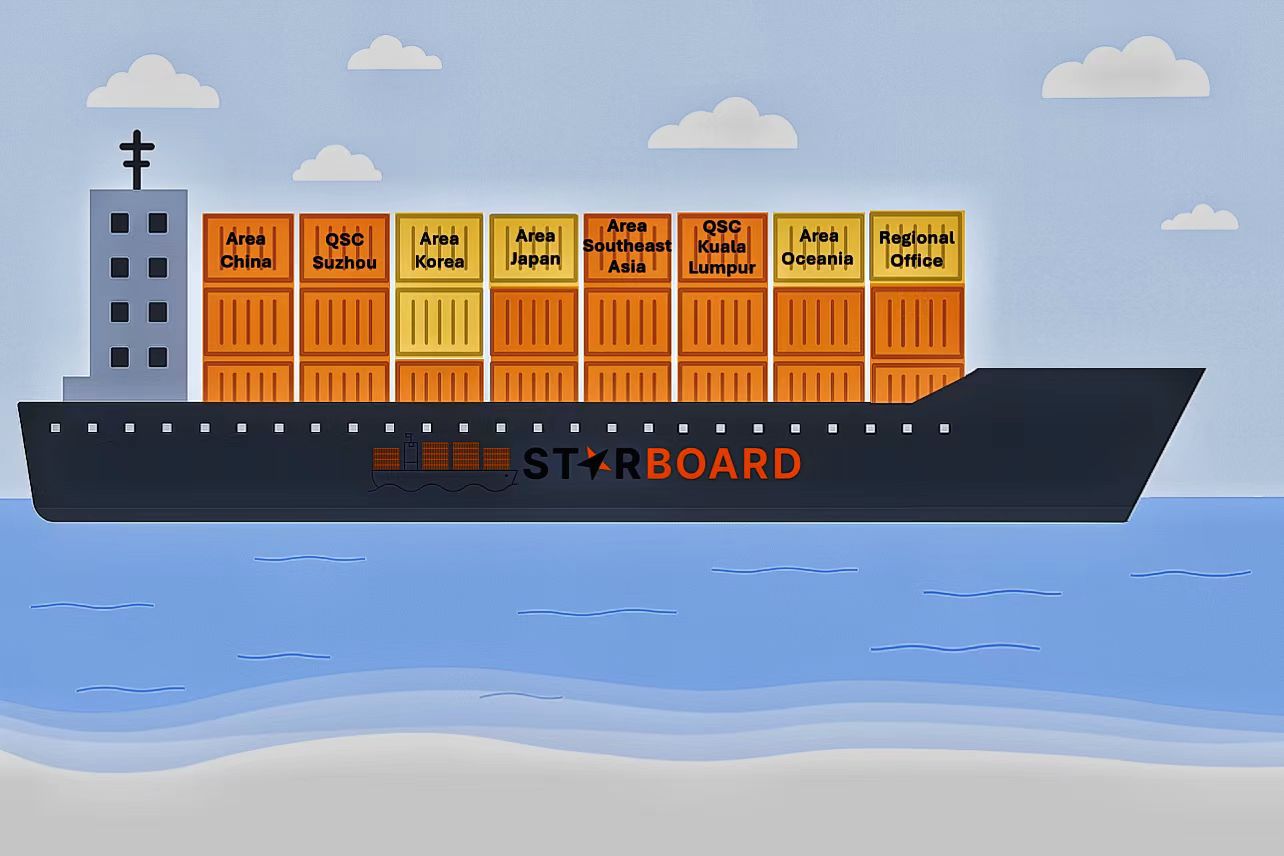 Area
China
QSC
Suzhou
Area
Korea
Area
Japan
Area
Southeast
Asia
QSC
Kuala
Lumpur
Area
Oceania
Regional
Office
STARBOARD